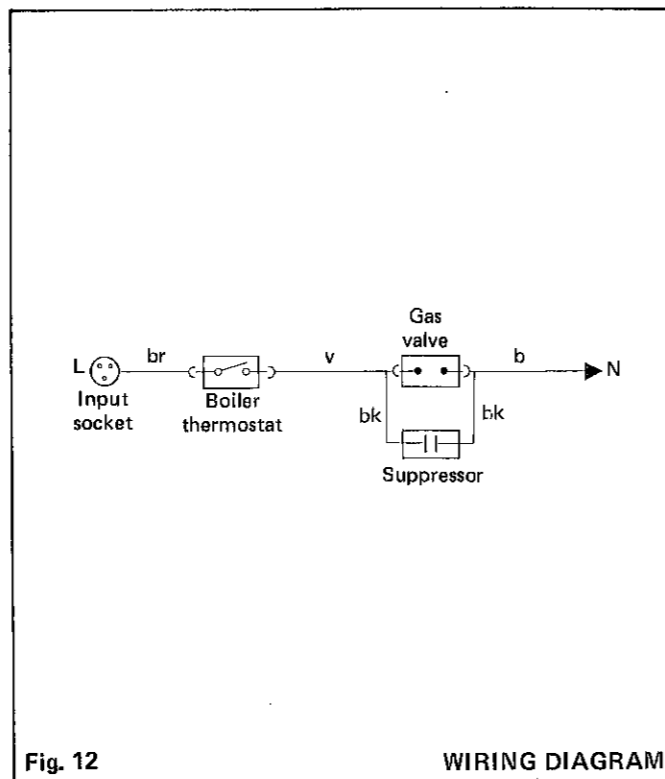 Gas
valve
L
br
v
b
N
Input
socket
Boiler
thermostat
bk
bk
Suppressor
Fig. 12
WIRING DIAGRAM